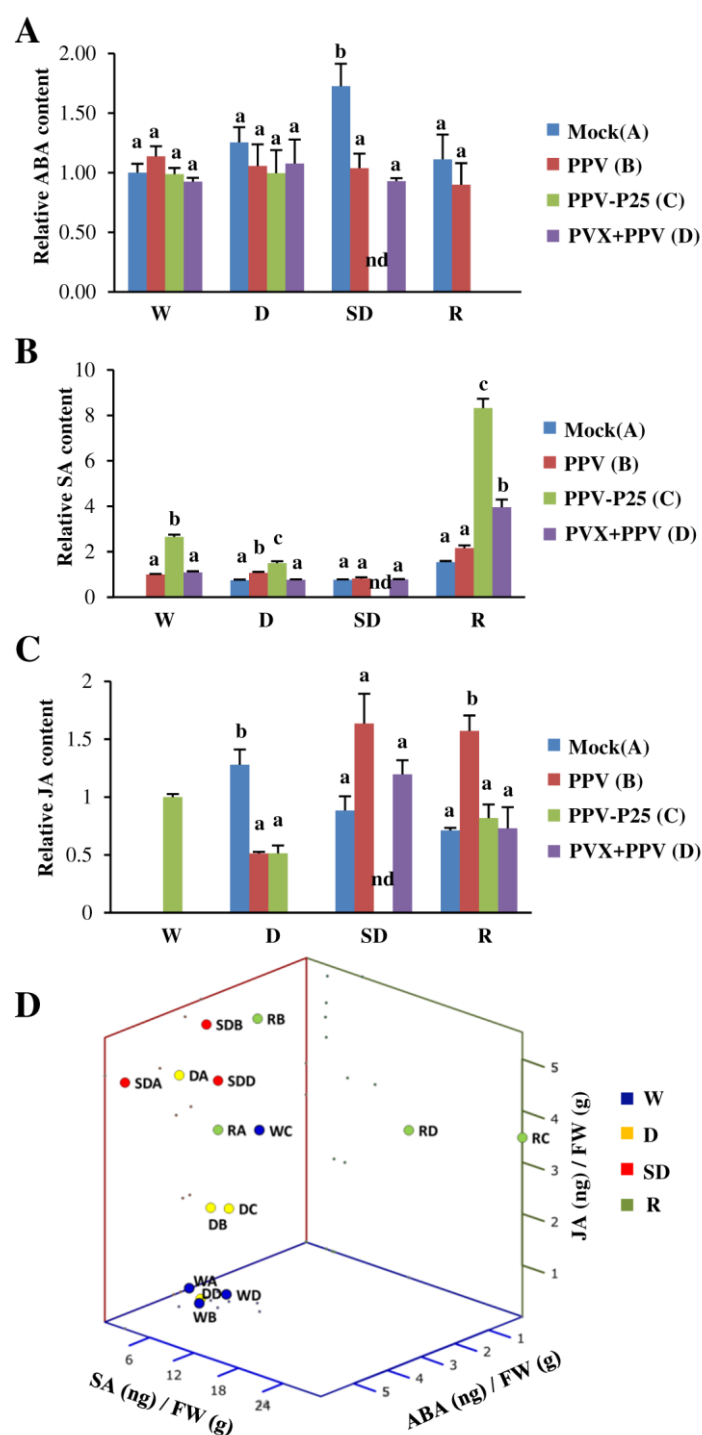 A
Relative ABA content
2.00
1.50
1.00
0.50
0.00
a a a a
a a a a
b a nd a
a a
W D SD R
Mock(A)
PPV (B)
PPV-P25 (C)
PVX+PPV (D)
B
Relative SA content
10
8
6
4
2
0
a b a
a b c a
a a nd a
a a c b
W D SD R
Mock(A)
PPV (B)
PPV-P25 (C)
PVX+PPV (D)
C
Relative JA content
2
1.5
1
0.5
0
b a a
a a nd a
a b a a
W D SD R
Mock(A)
PPV (B)
PPV-P25 (C)
PVX+PPV (D)
D
SDB
RB
SDA
DA
SDD
RA
WC
RD
RC
DB
DC
WA
DD
WD
WB
5
4
3
2
1
JA (ng) / FW (g)
6
12
18
24
SA (ng) / FW (g)
5
4
3
2
1
ABA (ng) / FW (g)
W
D
SD
R